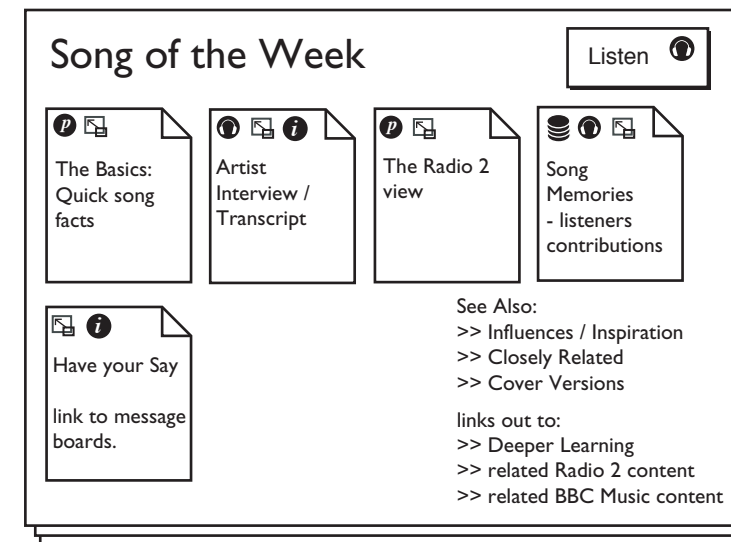 Song of the Week
Listen
p
The Basics:
Quick song
facts
i
Artist
Interview /
Transcript
p
The Radio 2
view
Song
Memories
- listeners
contributions
i
Have your Say
link to message
boards.
See Also:
>> Influences / Inspiration
>> Closely Related
>> Cover Versions
links out to:
>> Deeper Learning
>> related Radio 2 content
>> related BBC Music content